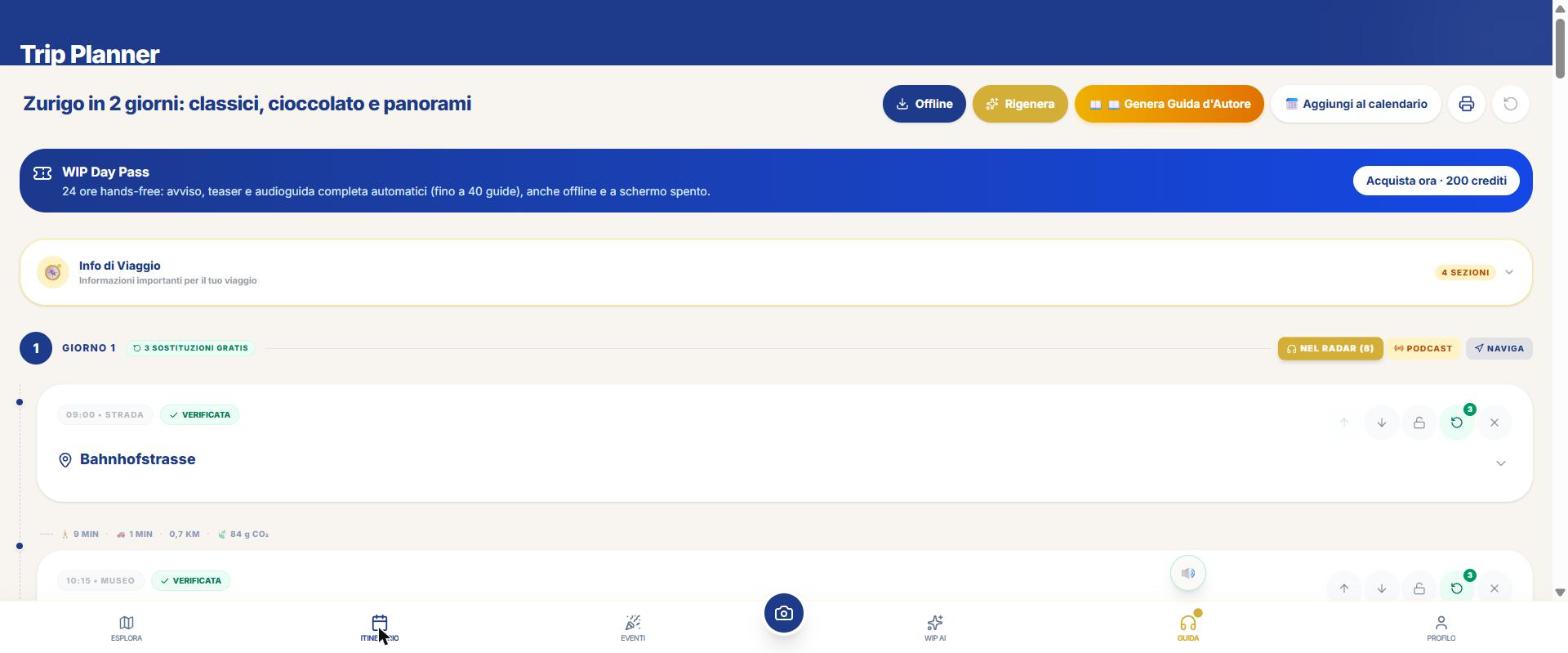 Trip Planner
Zurigo in 2 giorni: classici, cioccolato e panorami
Offline
Rigenera
Genera Guida d'Autore
Aggiungi al calendario
WIP Day Pass
24 ore hands-free: avviso, teaser e audioguida completa automatici (fino a 40 guide), anche offline e a schermo spento.
Acquista ora · 200 crediti
Info di Viaggio
Informazioni importanti per il tuo viaggio
4 SEZIONI
1
GIORNO 1
3 SOSTITUZIONI GRATIS
NEL RADAR (8)
PODCAST
NAVIGA
09:00 • STRADA
VERIFICATA
3
Bahnhofstrasse
9 MIN · 1 MIN · 0,7 KM · 84 g CO₂
10:15 • MUSEO
VERIFICATA
3
ESPLORA
EVENTI
WIP AI
GUIDA
PROFILO